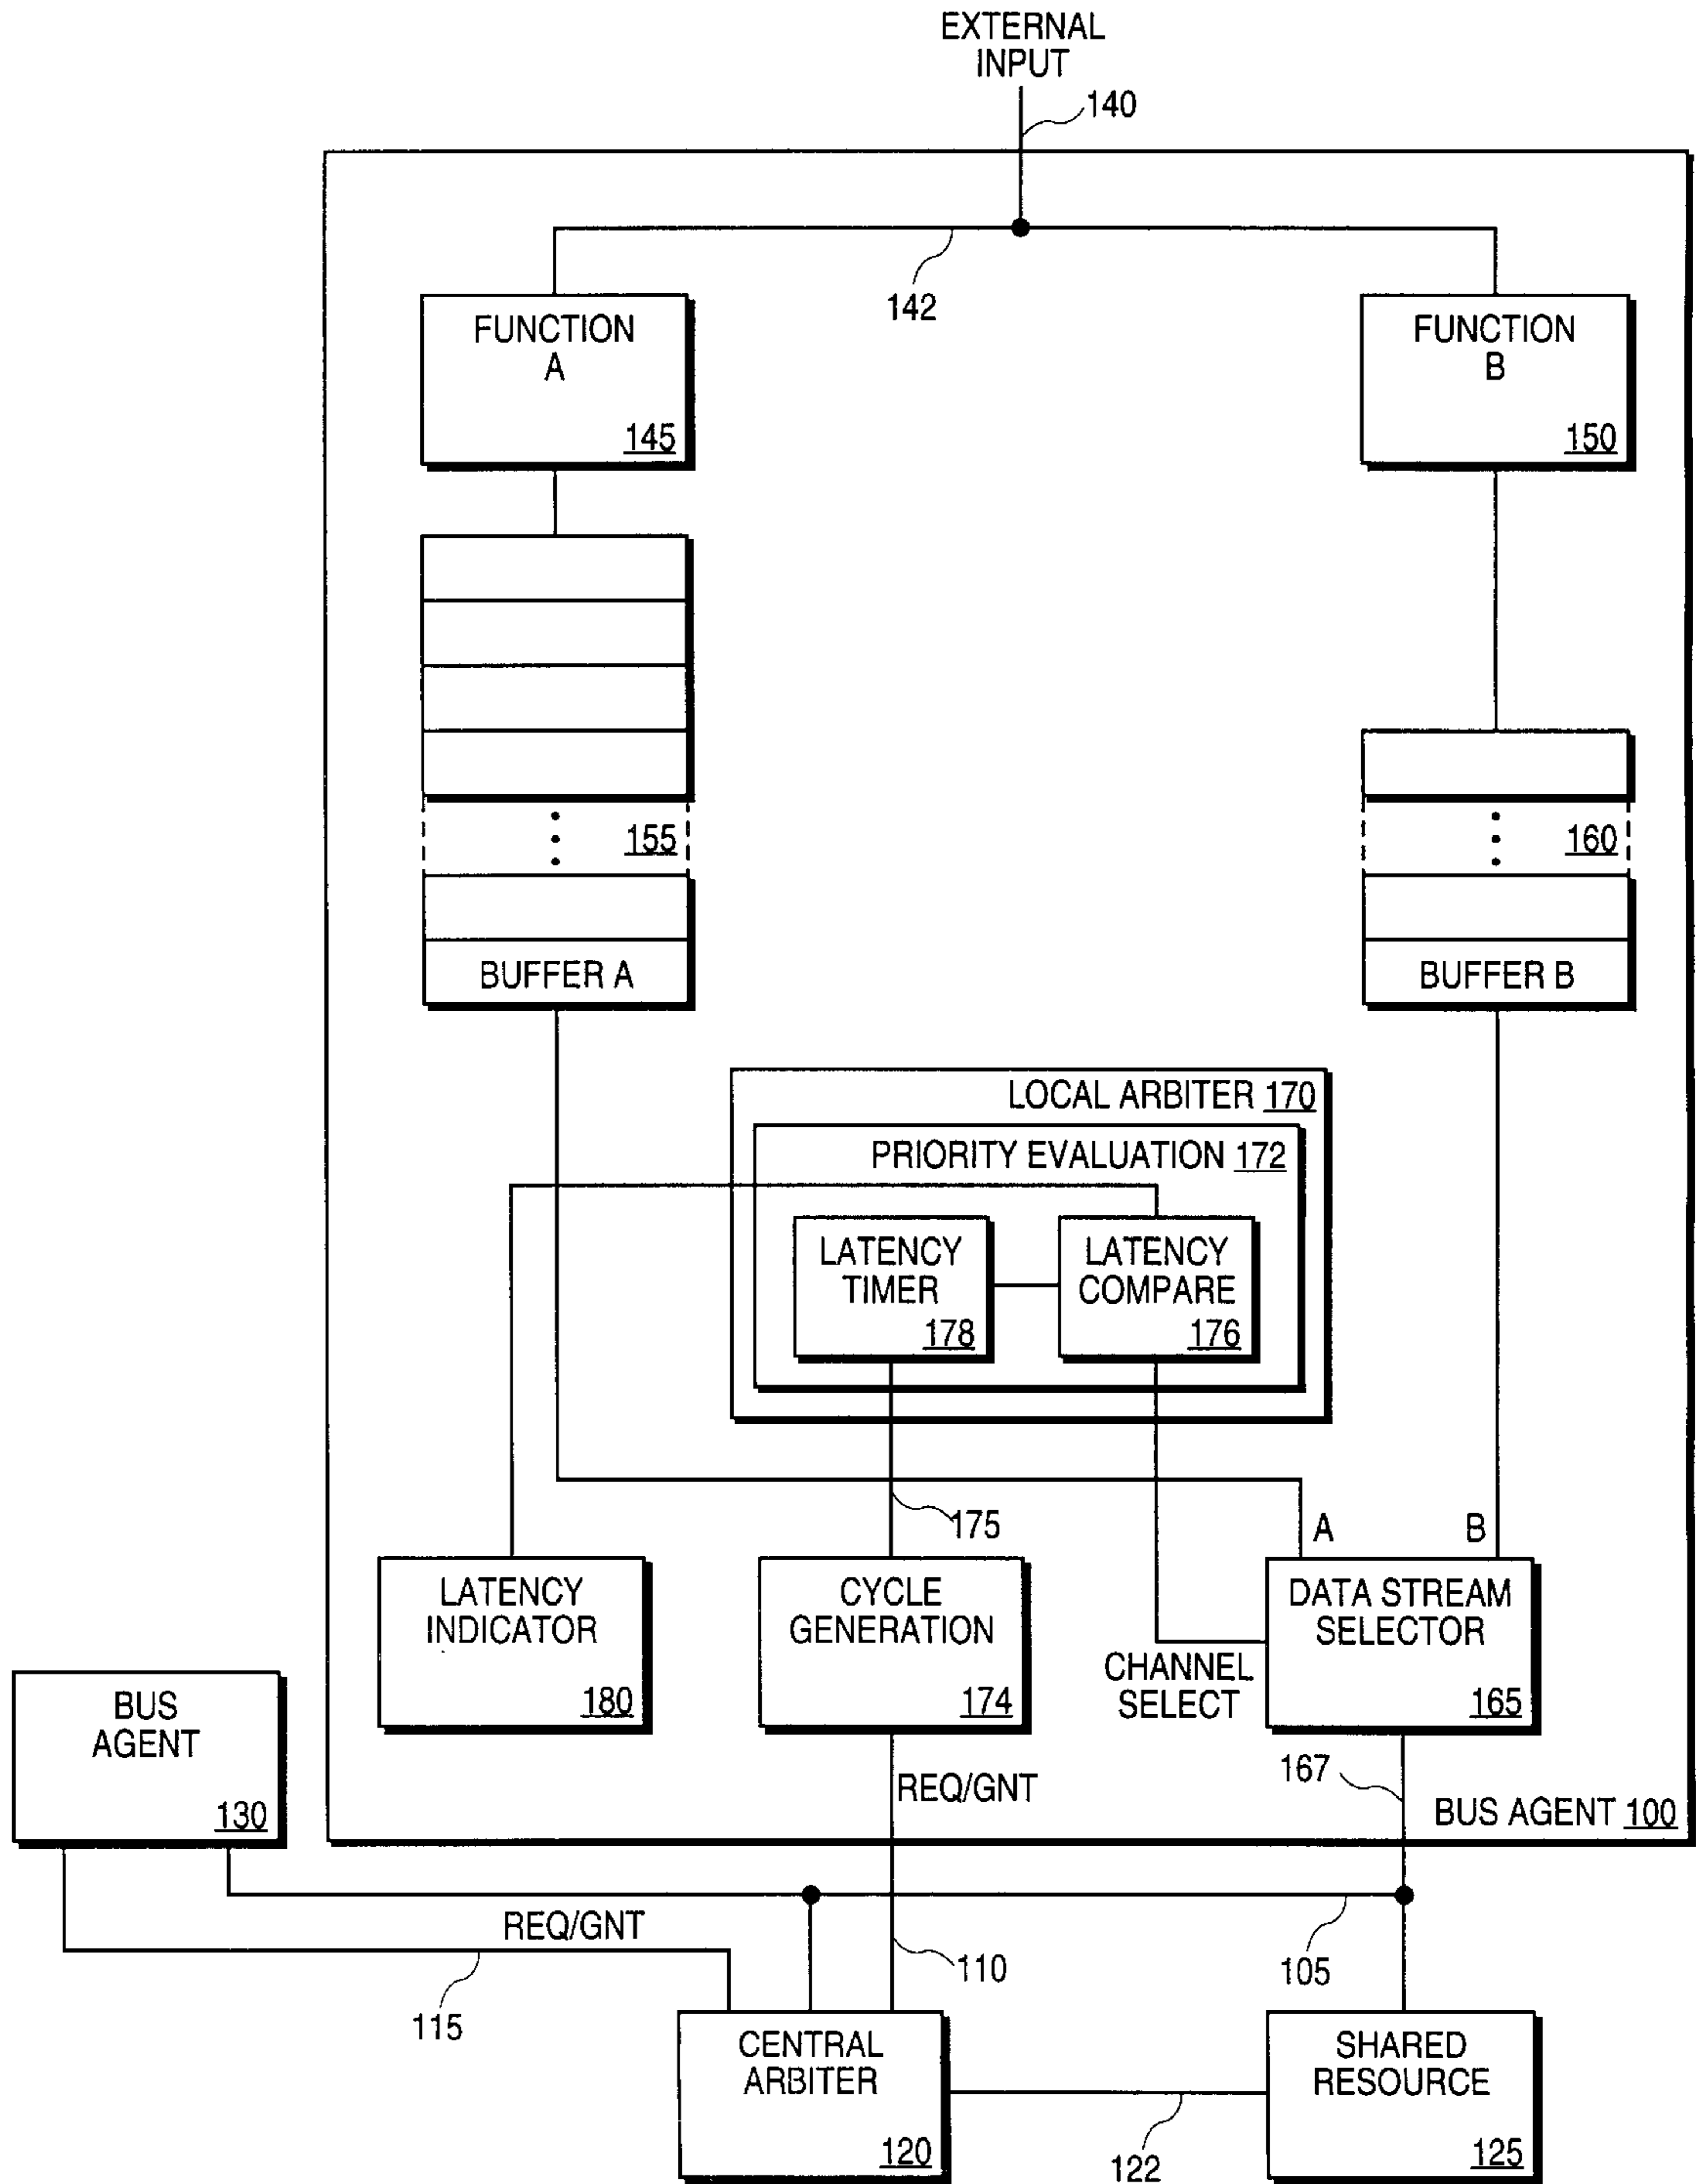 EXTERNAL
INPUT
140
142
FUNCTION
A
145
FUNCTION
B
150
155
160
BUFFER A
BUFFER B
LOCAL ARBITER 170
PRIORITY EVALUATION 172
LATENCY
TIMER
178
LATENCY
COMPARE
176
175
A
B
LATENCY
INDICATOR
180
CYCLE
GENERATION
174
DATA STREAM
SELECTOR
165
CHANNEL
SELECT
BUS
AGENT
130
REQ/GNT
167
BUS AGENT 100
REQ/GNT
115
110
105
CENTRAL
ARBITER
120
122
SHARED
RESOURCE
125